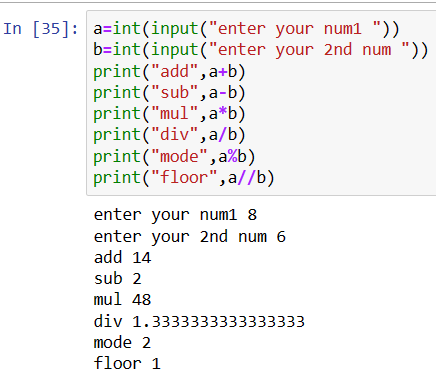 In [35]: a=int(input("enter your num1 "))
b=int(input("enter your 2nd num "))
print("add",a+b)
print("sub",a-b)
print("mul",a*b)
print("div",a/b)
print("mode",a%b)
print("floor",a//b)
enter your num1 8
enter your 2nd num 6
add 14
sub 2
mul 48
div 1.3333333333333333
mode 2
floor 1